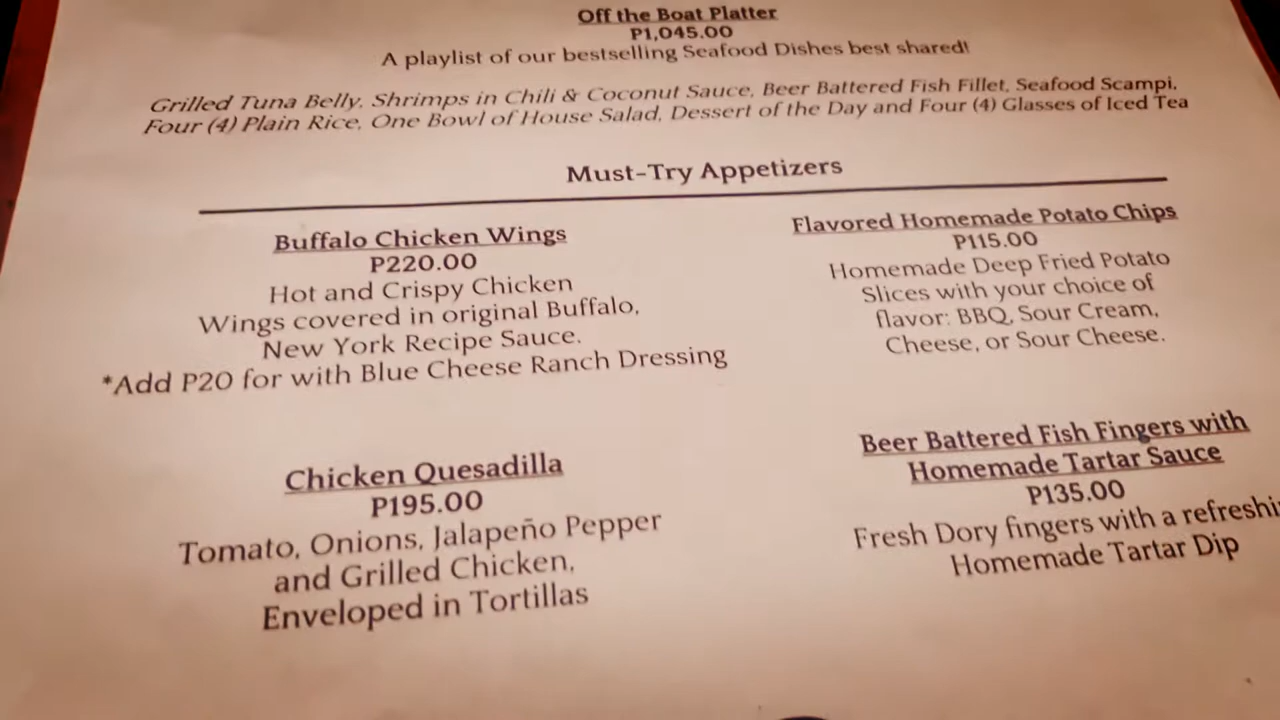 Off the Boat Platter
P1,045.00
A playlist of our bestselling Seafood Dishes best shared!
Grilled Tuna Belly, Shrimps in Chili & Coconut Sauce, Beer Battered Fish Fillet, Seafood Scampi,
Four (4) Plain Rice, One Bowl of House Salad, Dessert of the Day and Four (4) Glasses of Iced Tea
Must-Try Appetizers
Buffalo Chicken Wings
P220.00
Hot and Crispy Chicken
Wings covered in original Buffalo,
New York Recipe Sauce.
*Add P20 for with Blue Cheese Ranch Dressing
Flavored Homemade Potato Chips
P115.00
Homemade Deep Fried Potato
Slices with your choice of
flavor: BBQ, Sour Cream,
Cheese, or Sour Cheese.
Chicken Quesadilla
P195.00
Tomato, Onions, Jalapeño Pepper
and Grilled Chicken,
Enveloped in Tortillas
Beer Battered Fish Fingers with
Homemade Tartar Sauce
P135.00
Fresh Dory fingers with a refreshi
Homemade Tartar Dip